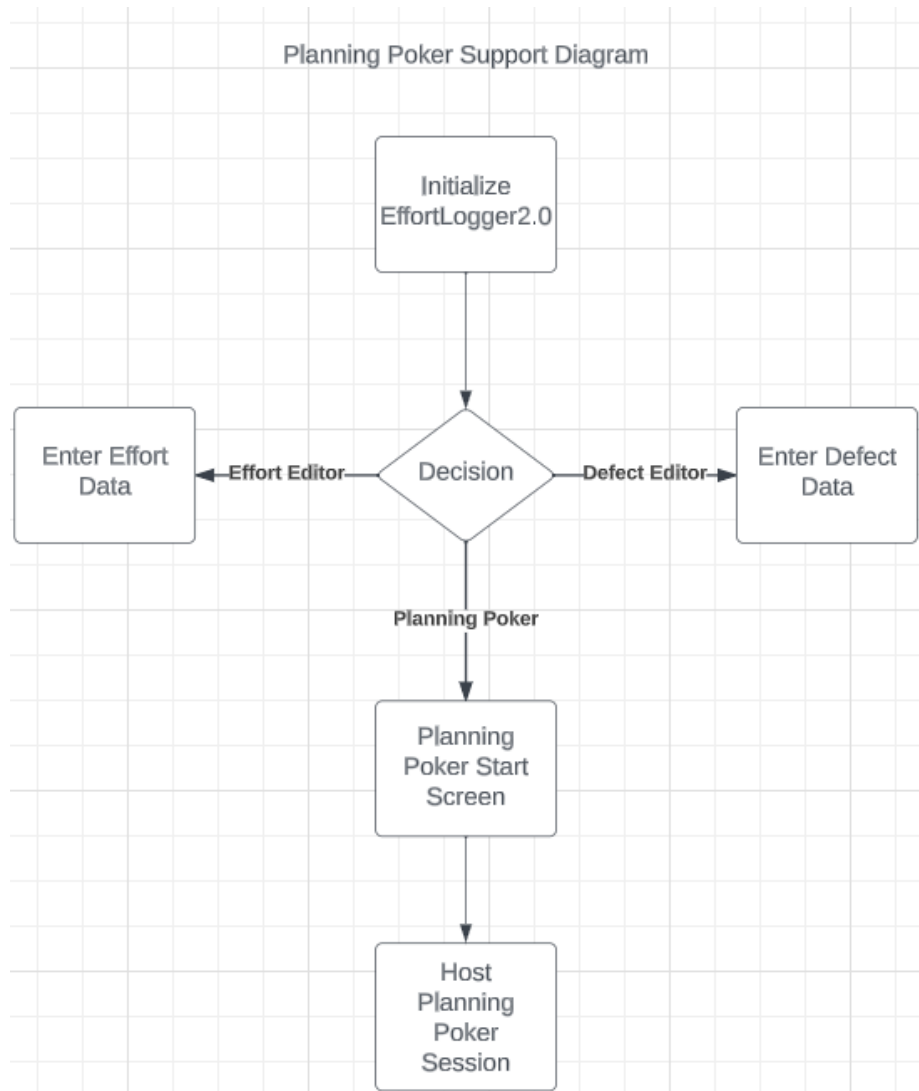 Planning Poker Support Diagram
Initialize
EffortLogger2.0
Enter Effort
Data
Effort Editor
Decision
Defect Editor
Enter Defect
Data
Planning Poker
Planning
Poker Start
Screen
Host
Planning
Poker
Session